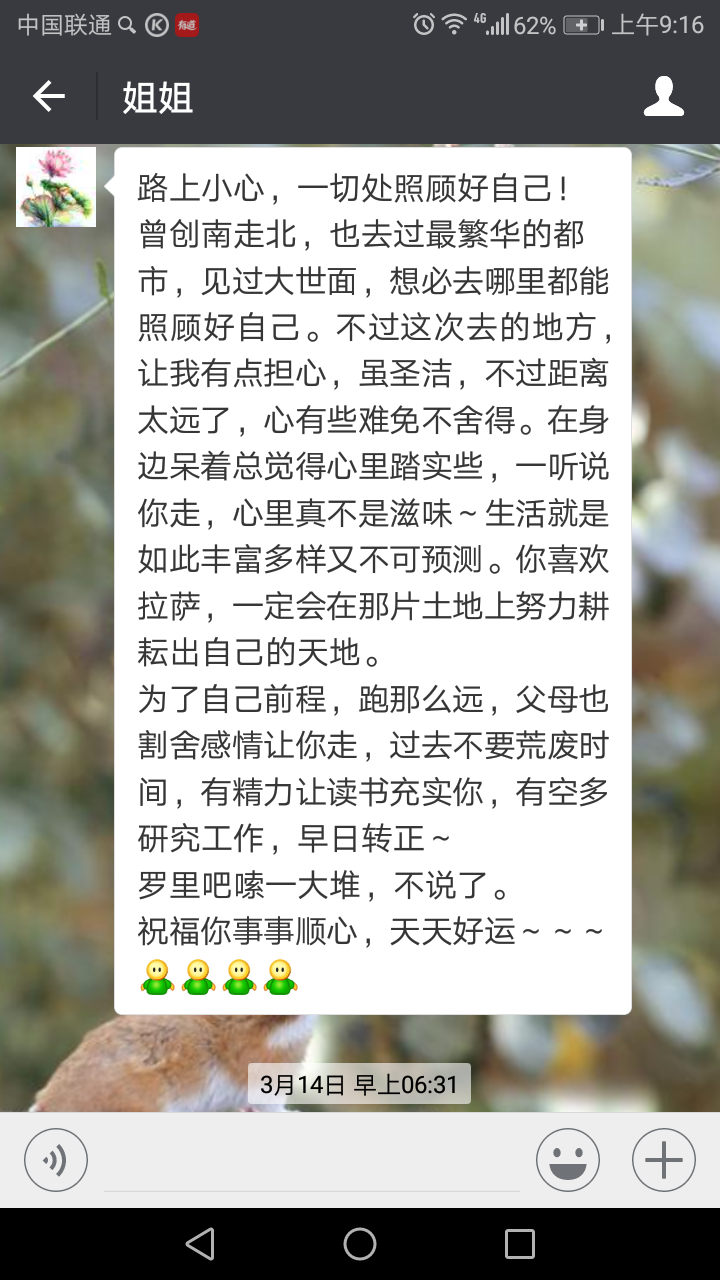 中国联通
有道
4G
62%
上午9:16
姐姐
路上小心，一切处照顾好自己！
曾创南走北，也去过最繁华的都
市，见过大世面，想必去哪里都能
照顾好自己。不过这次去的地方，
让我有点担心，虽圣洁，不过距离
太远了，心有些难免不舍得。在身
边呆着总觉得心里踏实些，一听说
你走，心里真不是滋味～生活就是
如此丰富多样又不可预测。你喜欢
拉萨，一定会在那片土地上努力耕
耘出自己的天地。
为了自己前程，跑那么远，父母也
割舍感情让你走，过去不要荒废时
间，有精力让读书充实你，有空多
研究工作，早日转正～
罗里吧嗦一大堆，不说了。
祝福你事事顺心，天天好运～～～
3月14日 早上06:31